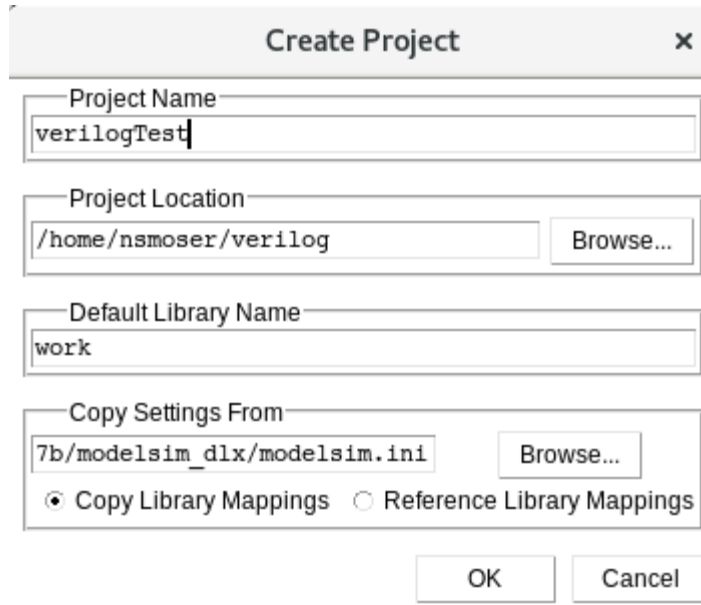 Create Project ×
Project Name
verilogTest
Project Location
/home/nsmoser/verilog Browse...
Default Library Name
work
Copy Settings From
7b/modelsim_dlx/modelsim.ini Browse...
Copy Library Mappings Reference Library Mappings
OK Cancel